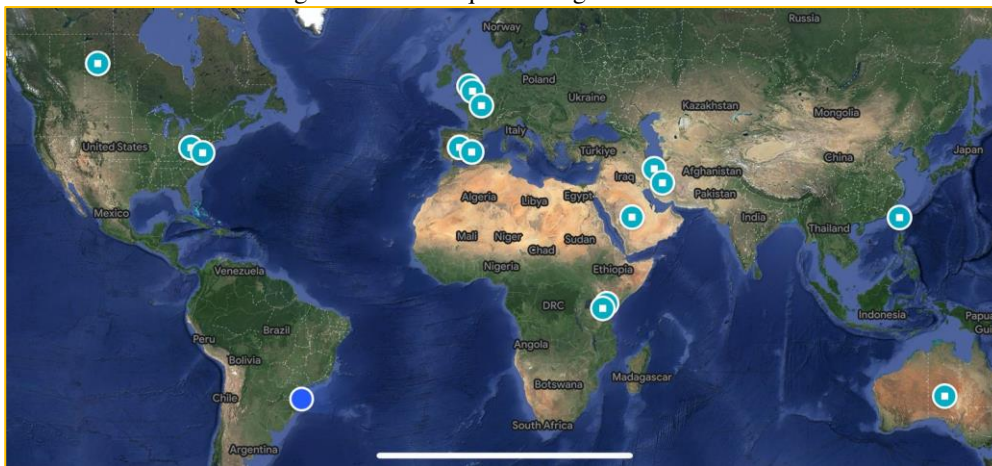 Russia
Norway
Poland
Ukraine
Kazakhstan
Mongolia
Italy
United States
Türkiye
China
Japan
Iraq
Afghanistan
Pakistan
Algeria
Libya
Egypt
Mexico
India
Mali
Niger
Chad
Sudan
Thailand
Nigeria
Ethiopia
Venezuela
DRC
Indonesia
Papua
Gui
Peru
Brazil
Angola
Bolivia
Botswana
Madagascar
Chile
South Africa
Argentina